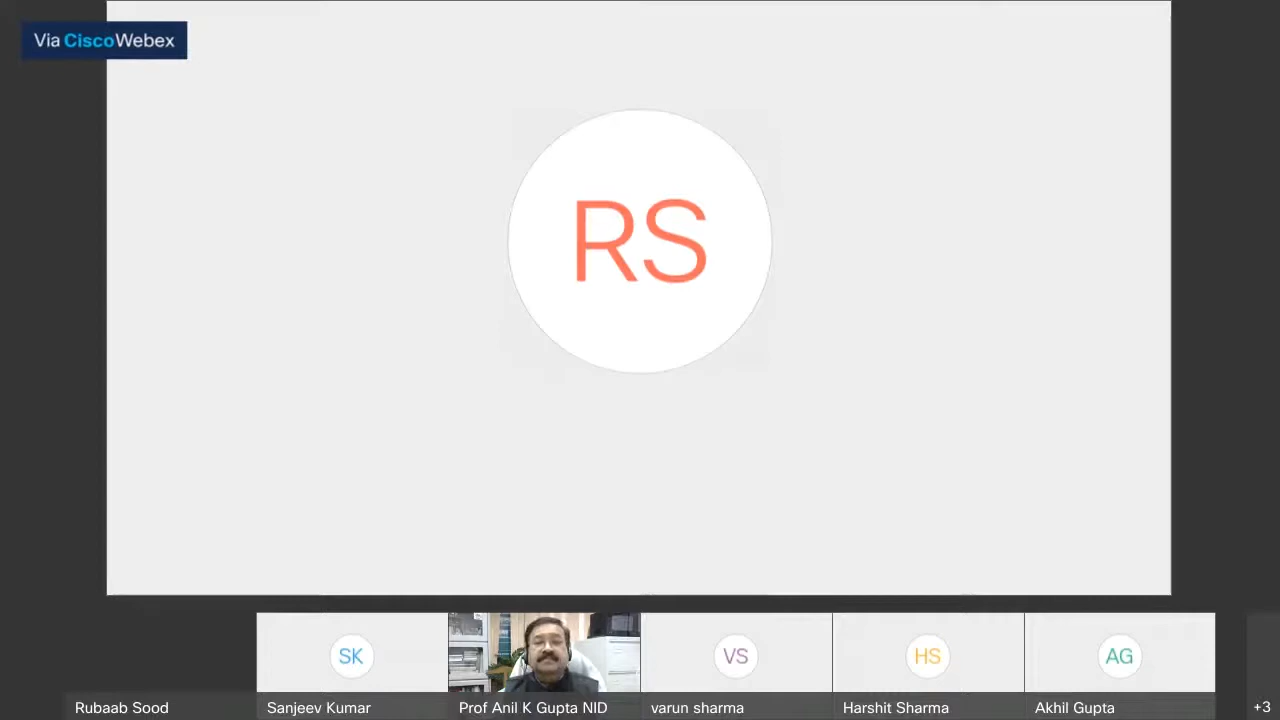 Via CiscoWebex
RS
SK
VS
HS
AG
Rubaab Sood
Sanjeev Kumar
Prof Anil K Gupta NID
varun sharma
Harshit Sharma
Akhil Gupta
+3